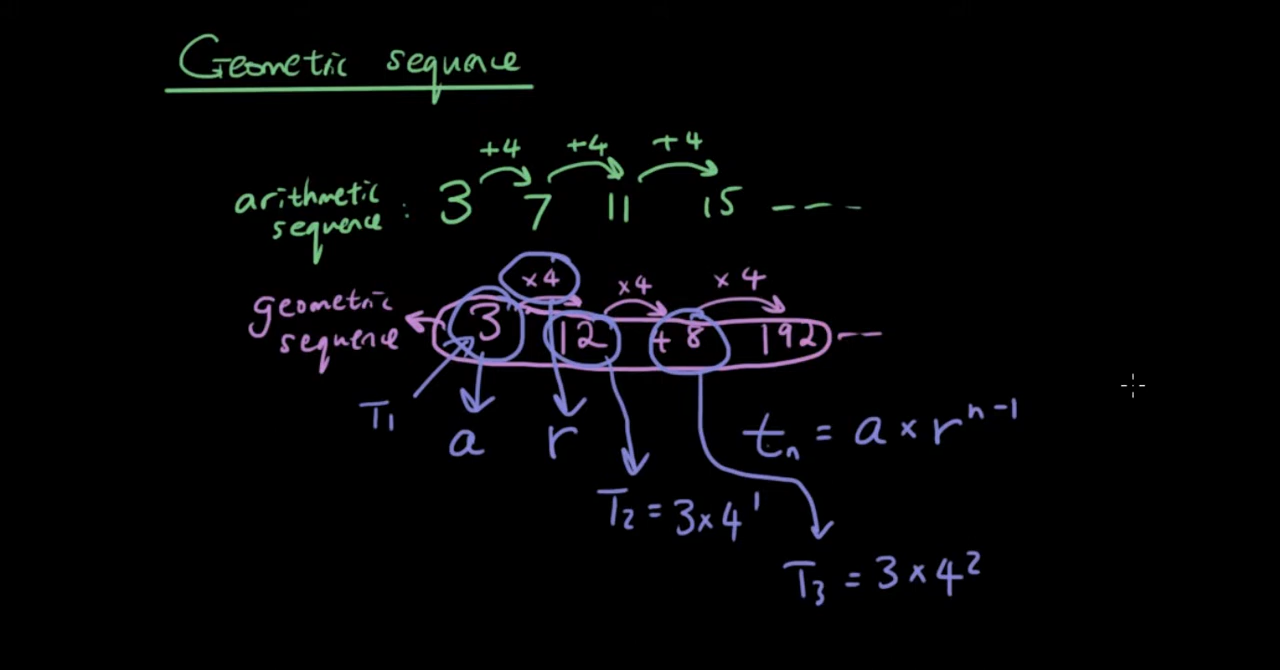 Geometric sequence
+4 +4 +4
arithmetic sequence : 3 7 11 15 ----
×4 ×4 ×4
geometric sequence 3 12 48 192 --
T1 a r tn = a × r^n-1
T2 = 3×4^1
T3 = 3×4^2